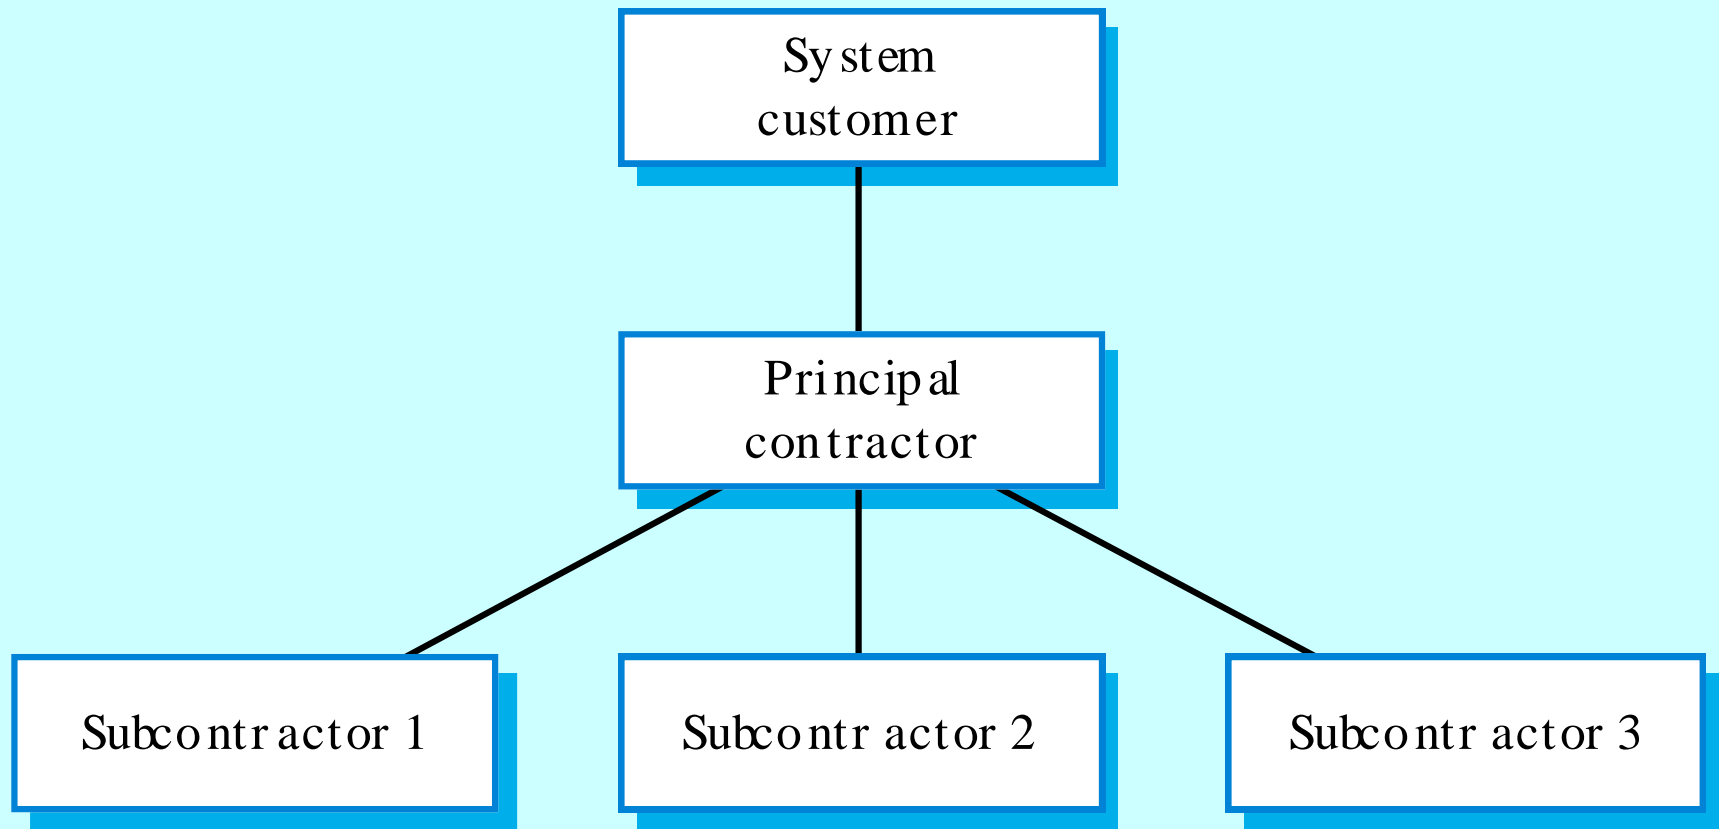 System
customer
Principal
contractor
Subcontractor 1
Subcontractor 2
Subcontractor 3